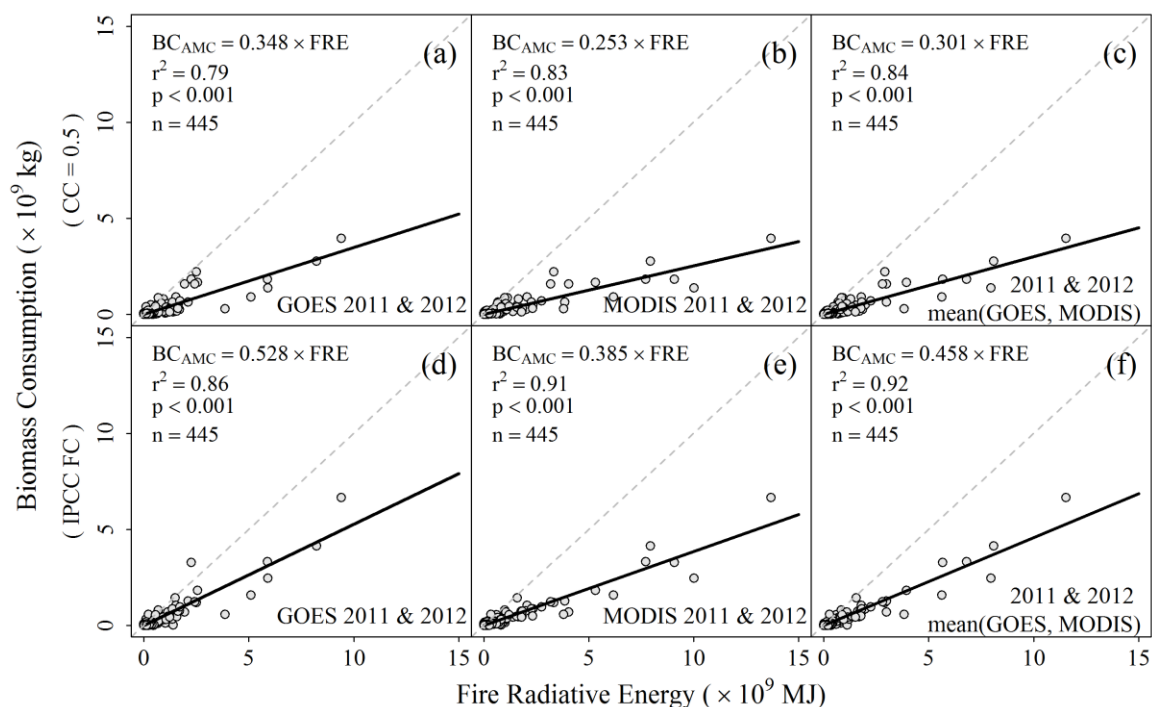 Biomass Consumption ( × 10⁹ kg)
( CC = 0.5 )
( IPCC FC )
15
10
5
0
BC_AMC = 0.348 × FRE
(a)
r² = 0.79
p < 0.001
n = 445
GOES 2011 & 2012
BC_AMC = 0.253 × FRE
(b)
r² = 0.83
p < 0.001
n = 445
MODIS 2011 & 2012
BC_AMC = 0.301 × FRE
(c)
r² = 0.84
p < 0.001
n = 445
2011 & 2012
mean(GOES, MODIS)
15
10
5
0
BC_AMC = 0.528 × FRE
(d)
r² = 0.86
p < 0.001
n = 445
GOES 2011 & 2012
BC_AMC = 0.385 × FRE
(e)
r² = 0.91
p < 0.001
n = 445
MODIS 2011 & 2012
BC_AMC = 0.458 × FRE
(f)
r² = 0.92
p < 0.001
n = 445
2011 & 2012
mean(GOES, MODIS)
0 5 10 15 0 5 10 15 0 5 10 15
Fire Radiative Energy ( × 10⁹ MJ)